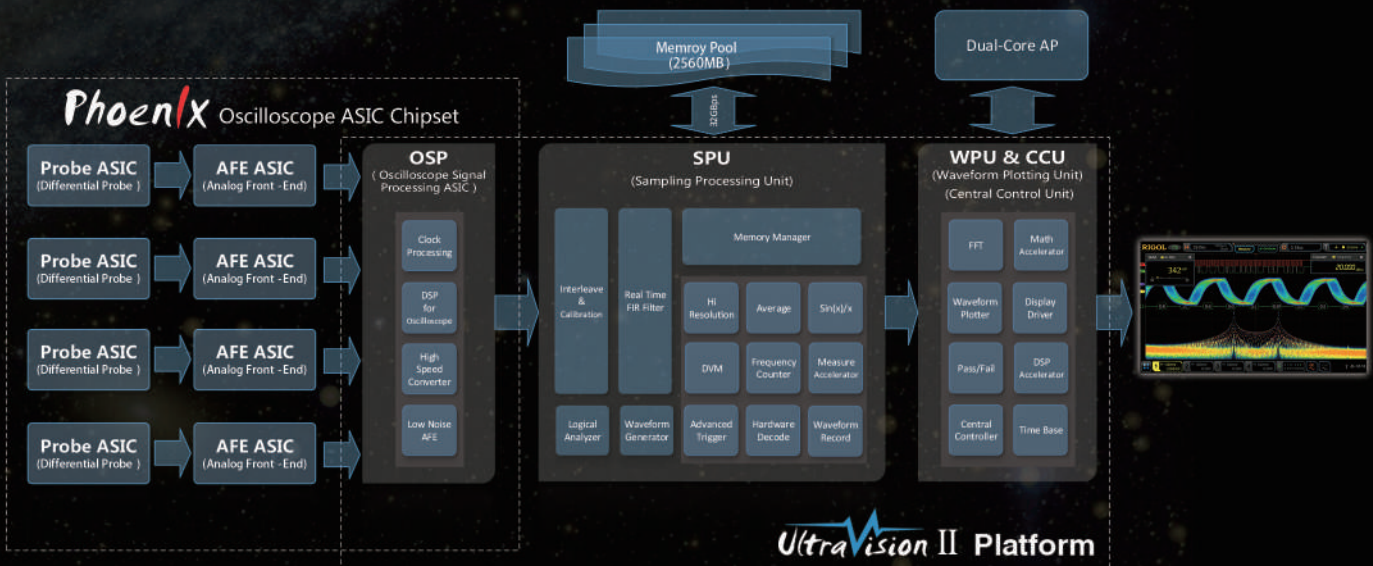 Memroy Pool
(2560MB)
Dual-Core AP
32GBps
Phoenix Oscilloscope ASIC Chipset
Probe ASIC
(Differential Probe )
AFE ASIC
(Analog Front -End)
Probe ASIC
(Differential Probe )
AFE ASIC
(Analog Front -End)
Probe ASIC
(Differential Probe )
AFE ASIC
(Analog Front -End)
Probe ASIC
(Differential Probe )
AFE ASIC
(Analog Front -End)
OSP
( Oscilloscope Signal
Processing ASIC )
Clock
Processing
DSP
for
Oscilloscope
High
Speed
Converter
Low Noise
AFE
SPU
(Sampling Processing Unit)
Interleave
&
Calibration
Real Time
FIR Filter
Memory Manager
Hi
Resolution
Average
Sin(x)/x
DVM
Frequency
Counter
Measure
Accelerator
Logical
Analyzer
Waveform
Generator
Advanced
Trigger
Hardware
Decode
Waveform
Record
WPU & CCU
(Waveform Plotting Unit)
(Central Control Unit)
FFT
Math
Accelerator
Waveform
Plotter
Display
Driver
Pass/Fail
DSP
Accelerator
Central
Controller
Time Base
RIGOL
342
20.000
UltraVision II Platform